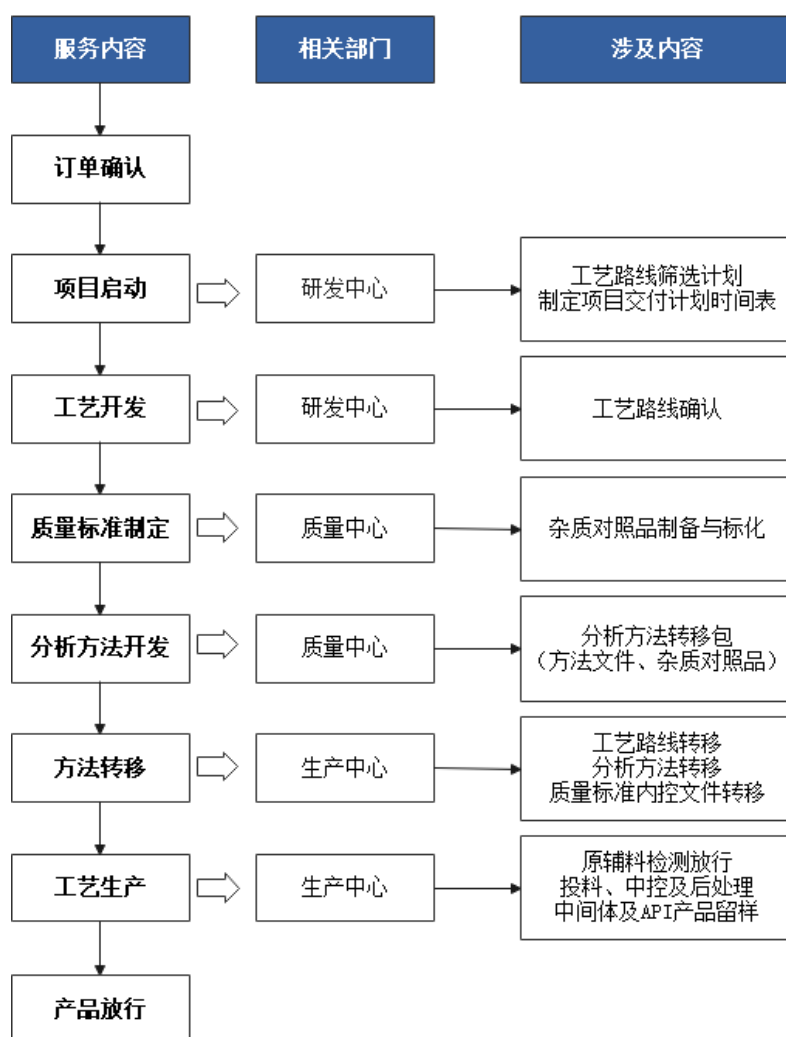 服务内容
相关部门
涉及内容
订单确认
项目启动
研发中心
工艺路线筛选计划
制定项目交付计划时间表
工艺开发
研发中心
工艺路线确认
质量标准制定
质量中心
杂质对照品制备与标化
分析方法开发
质量中心
分析方法转移包
（方法文件、杂质对照品）
方法转移
生产中心
工艺路线转移
分析方法转移
质量标准内控文件转移
工艺生产
生产中心
原辅料检测放行
投料、中控及后处理
中间体及API产品留样
产品放行